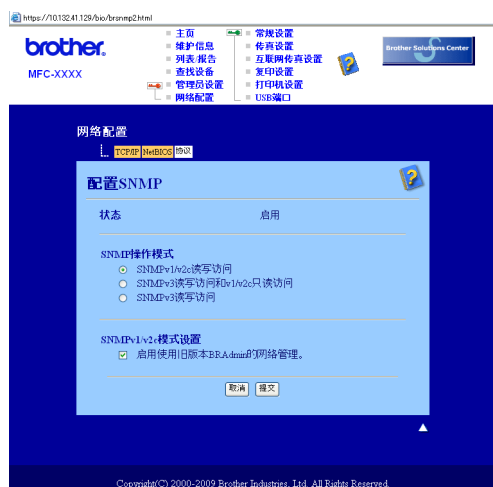 https://10.132.41.129/bio/brsnmp2.html
brother.
MFC-XXXX
主页
维护信息
列表/报告
查找设备
管理员设置
网络配置
常规设置
传真设置
互联网传真设置
复印设置
打印机设置
USB端口
Brother Solutions Center
网络配置
TCP/IP NetBIOS 协议
配置SNMP
状态 启用
SNMP操作模式
SNMPv1/v2c读写访问
SNMPv3读写访问和v1/v2c只读访问
SNMPv3读写访问
SNMPv1/v2c模式设置
启用使用旧版本BRAdmin的网络管理。
取消 提交
Copyright(C) 2000-2009 Brother Industries, Ltd. All Rights Reserved.